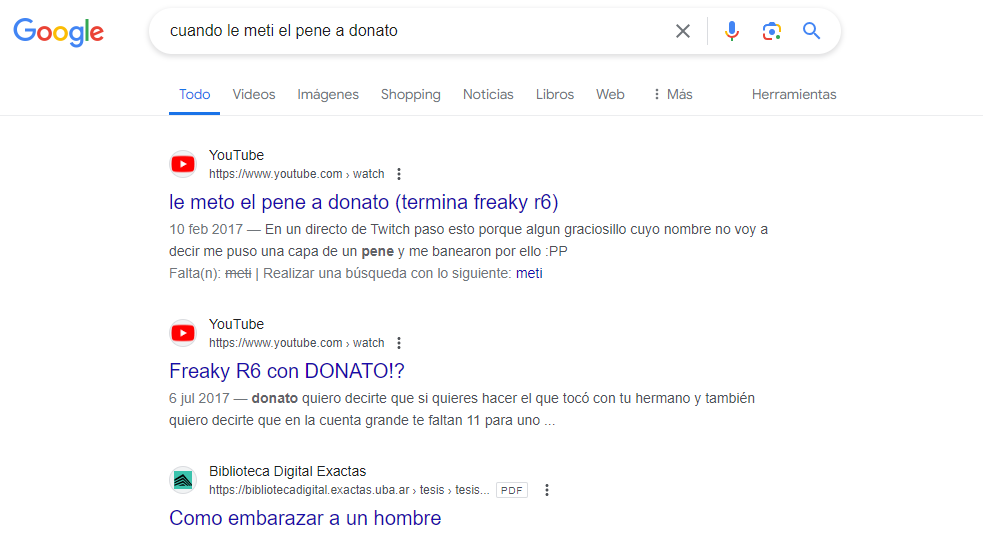 Google
cuando le meti el pene a donato
Todo Videos Imágenes Shopping Noticias Libros Web Más Herramientas
YouTube
https://www.youtube.com › watch
le meto el pene a donato (termina freaky r6)
10 feb 2017 — En un directo de Twitch paso esto porque algun graciosillo cuyo nombre no voy a
decir me puso una capa de un pene y me banearon por ello :PP
Falta(n): meti | Realizar una búsqueda con lo siguiente: meti
YouTube
https://www.youtube.com › watch
Freaky R6 con DONATO!?
6 jul 2017 — donato quiero decirte que si quieres hacer el que tocó con tu hermano y también
quiero decirte que en la cuenta grande te faltan 11 para uno ...
Biblioteca Digital Exactas
https://bibliotecadigital.exactas.uba.ar › tesis › tesis... PDF
Como embarazar a un hombre